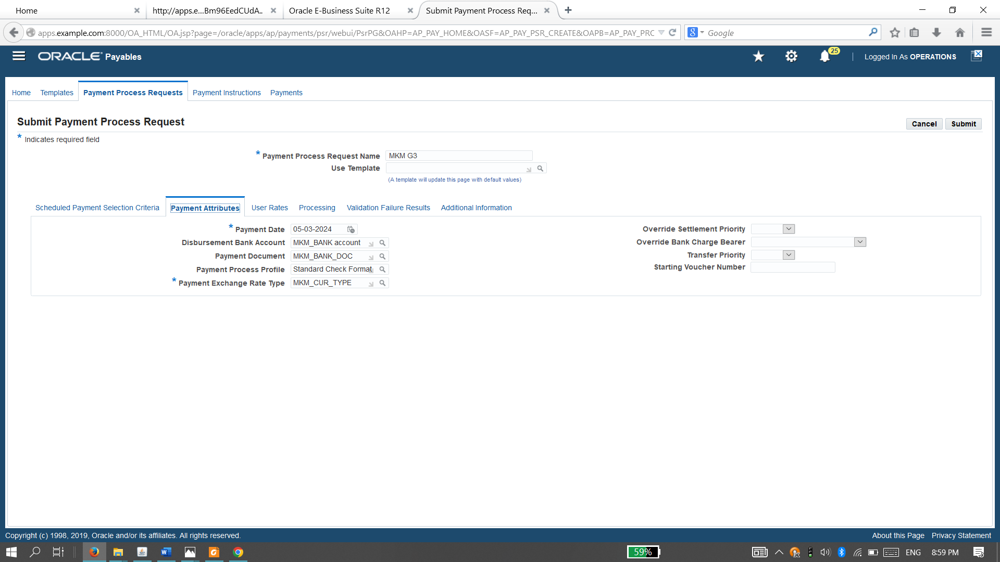 Home
http://apps.e...Bm96EedCUdA..
Oracle E-Business Suite R12
Submit Payment Process Req...
apps.example.com:8000/OA_HTML/OA.jsp?page=/oracle/apps/ap/payments/psr/webui/PsrPG&OAHP=AP_PAY_HOME&OASF=AP_PAY_PSR_CREATE&OAPB=AP_PAY_PRC
8 Google
ORACLE Payables
25
Logged In As OPERATIONS
Home Templates Payment Process Requests Payment Instructions Payments
Submit Payment Process Request
Cancel Submit
* Indicates required field
* Payment Process Request Name MKM G3
Use Template
(A template will update this page with default values)
Scheduled Payment Selection Criteria Payment Attributes User Rates Processing Validation Failure Results Additional Information
* Payment Date 05-03-2024
Disbursement Bank Account MKM_BANK account
Payment Document MKM_BANK_DOC
Payment Process Profile Standard Check Format
* Payment Exchange Rate Type MKM_CUR_TYPE
Override Settlement Priority
Override Bank Charge Bearer
Transfer Priority
Starting Voucher Number
Copyright (c) 1998, 2019, Oracle and/or its affiliates. All rights reserved.
About this Page Privacy Statement
59%
ENG 8:59 PM